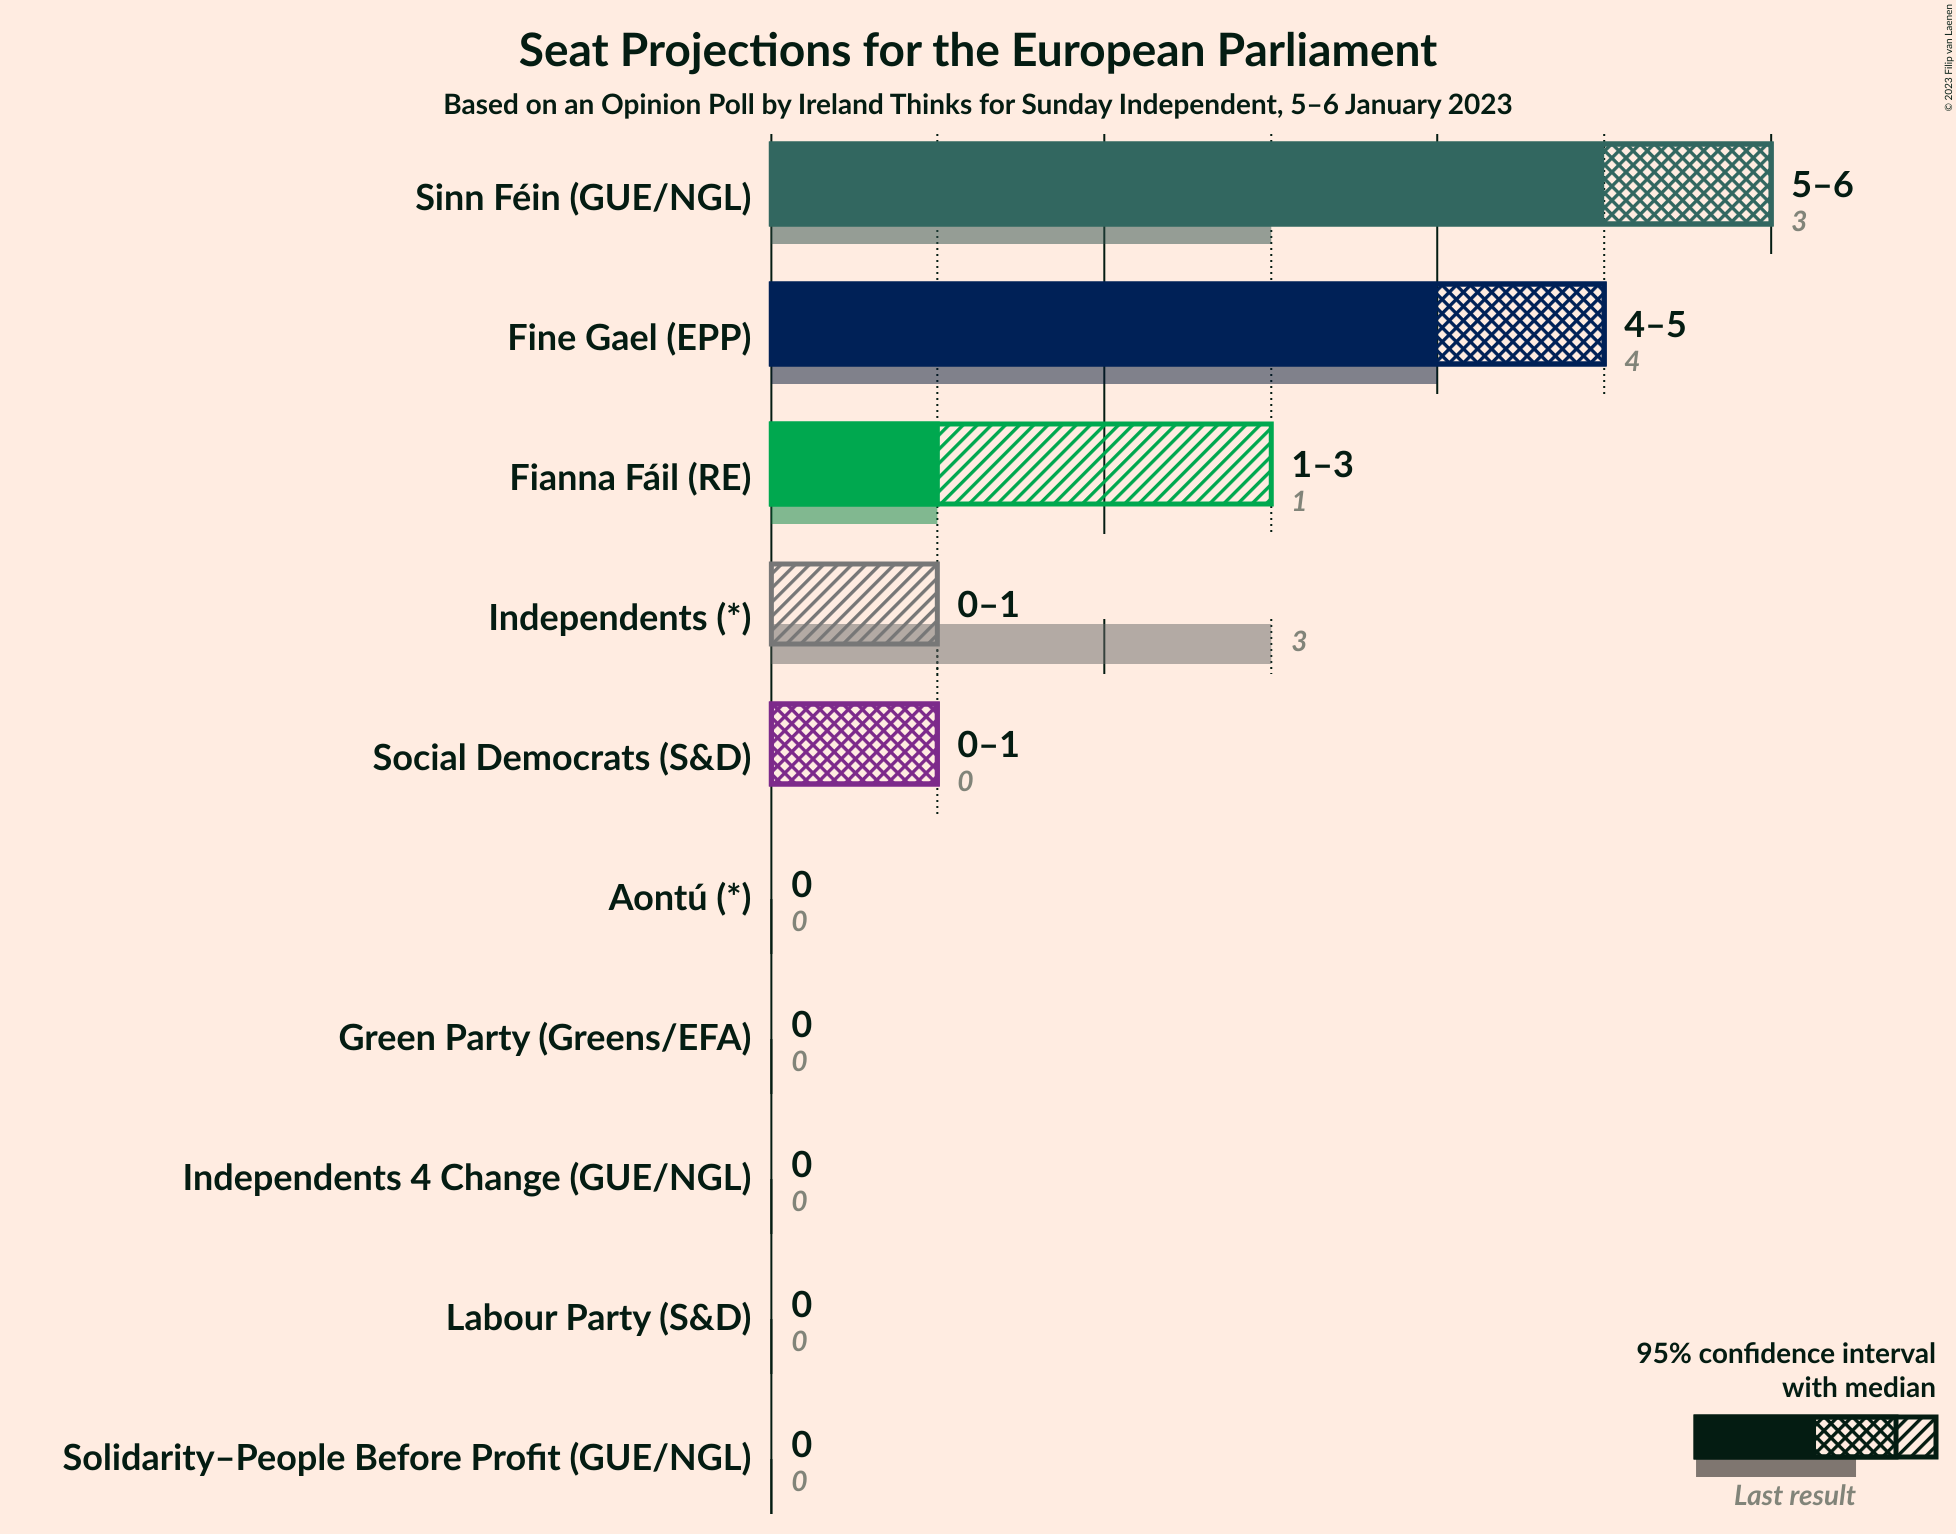 Seat Projections for the European Parliament
Based on an Opinion Poll by Ireland Thinks for Sunday Independent, 5–6 January 2023
© 2023 Filip van Laenen
Sinn Féin (GUE/NGL)
5–6
3
Fine Gael (EPP)
4–5
4
Fianna Fáil (RE)
1–3
1
Independents (*)
0–1
3
Social Democrats (S&D)
0–1
0
Aontú (*)
0
0
Green Party (Greens/EFA)
0
0
Independents 4 Change (GUE/NGL)
0
0
Labour Party (S&D)
0
0
Solidarity–People Before Profit (GUE/NGL)
0
0
95% confidence interval
with median
Last result